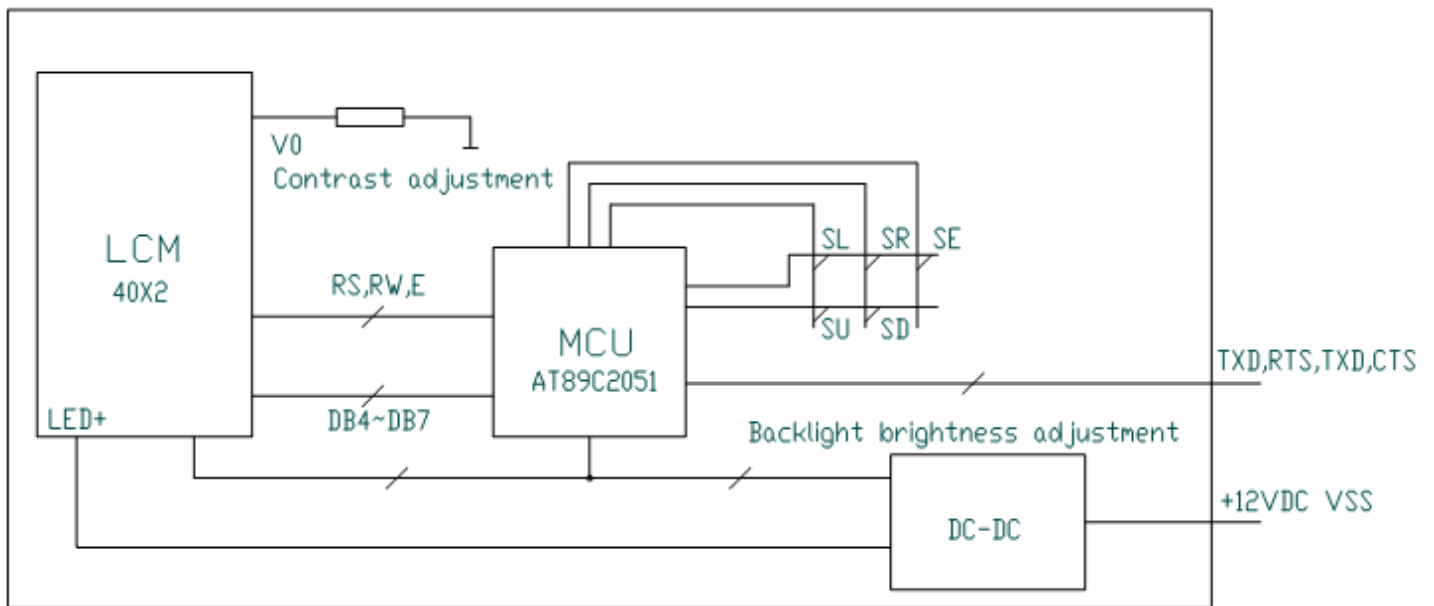 V0
Contrast adjustment
LCM
40X2
SL SR SE
RS,RW,E
SU SD
MCU
AT89C2051
TXD,RTS,TXD,CTS
LED+
DB4~DB7
Backlight brightness adjustment
+12VDC VSS
DC-DC